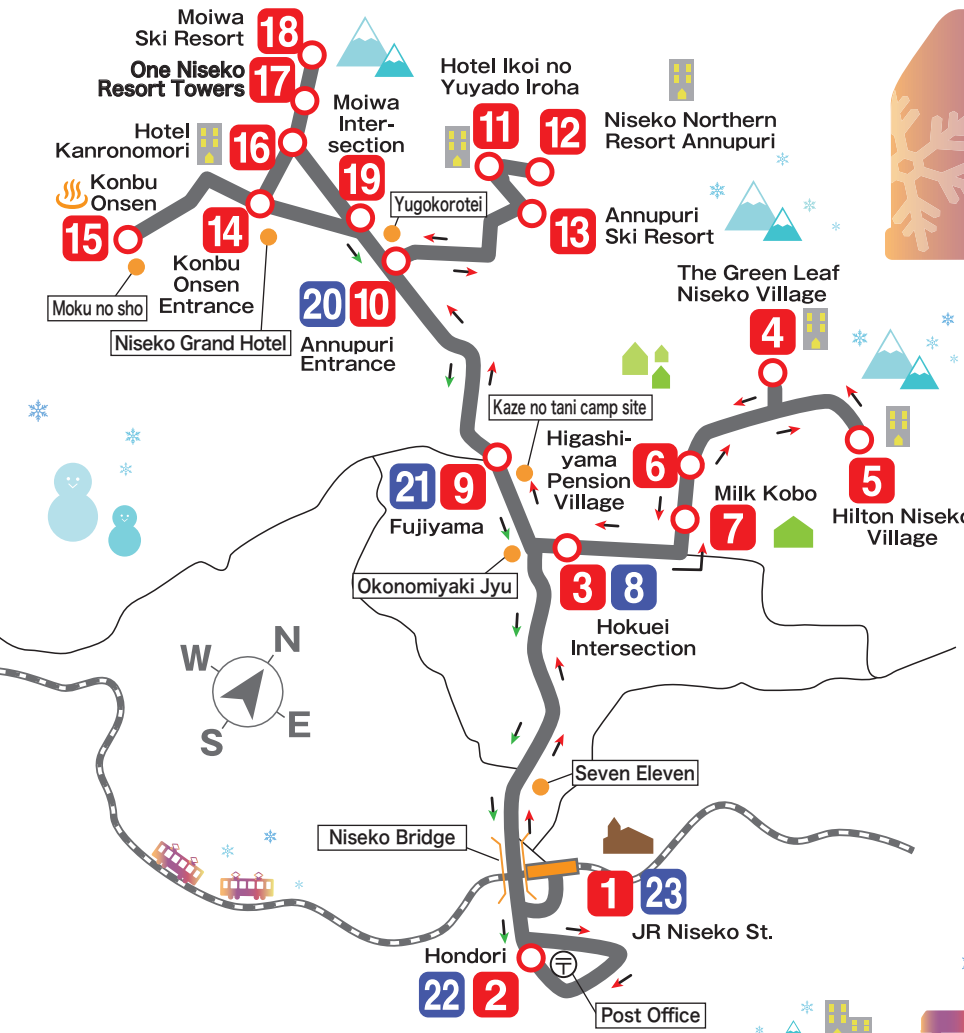 Moiwa
Ski Resort
18
One Niseko
Resort Towers
17
Hotel
Kanronomori
16
Moiwa
Inter-
section
19
Hotel Ikoi no
Yuyado Iroha
11
12
Niseko Northern
Resort Annupuri
Konbu
Onsen
15
14
Konbu
Onsen
Entrance
Yugokorotei
13
Annupuri
Ski Resort
Moku no sho
Niseko Grand Hotel
20
10
Annupuri
Entrance
The Green Leaf
Niseko Village
4
Kaze no tani camp site
Higashi-
yama
Pension
Village
6
5
Hilton Niseko
Village
21
9
Fujiyama
Milk Kobo
7
Okonomiyaki Jyu
3
8
Hokuei
Intersection
N
W
E
S
Seven Eleven
Niseko Bridge
1
23
JR Niseko St.
Hondori
22
2
〒
Post Office